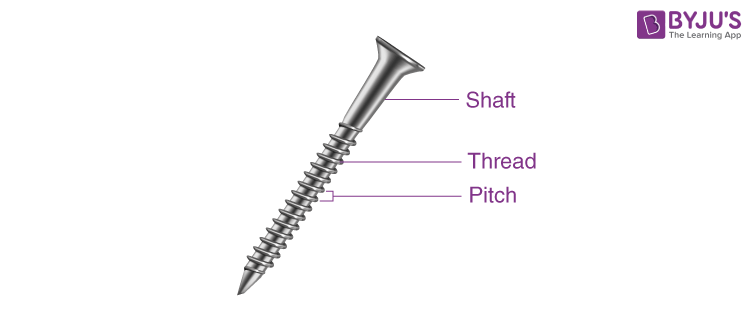 BYJU'S
The Learning App
Shaft
Thread
Pitch